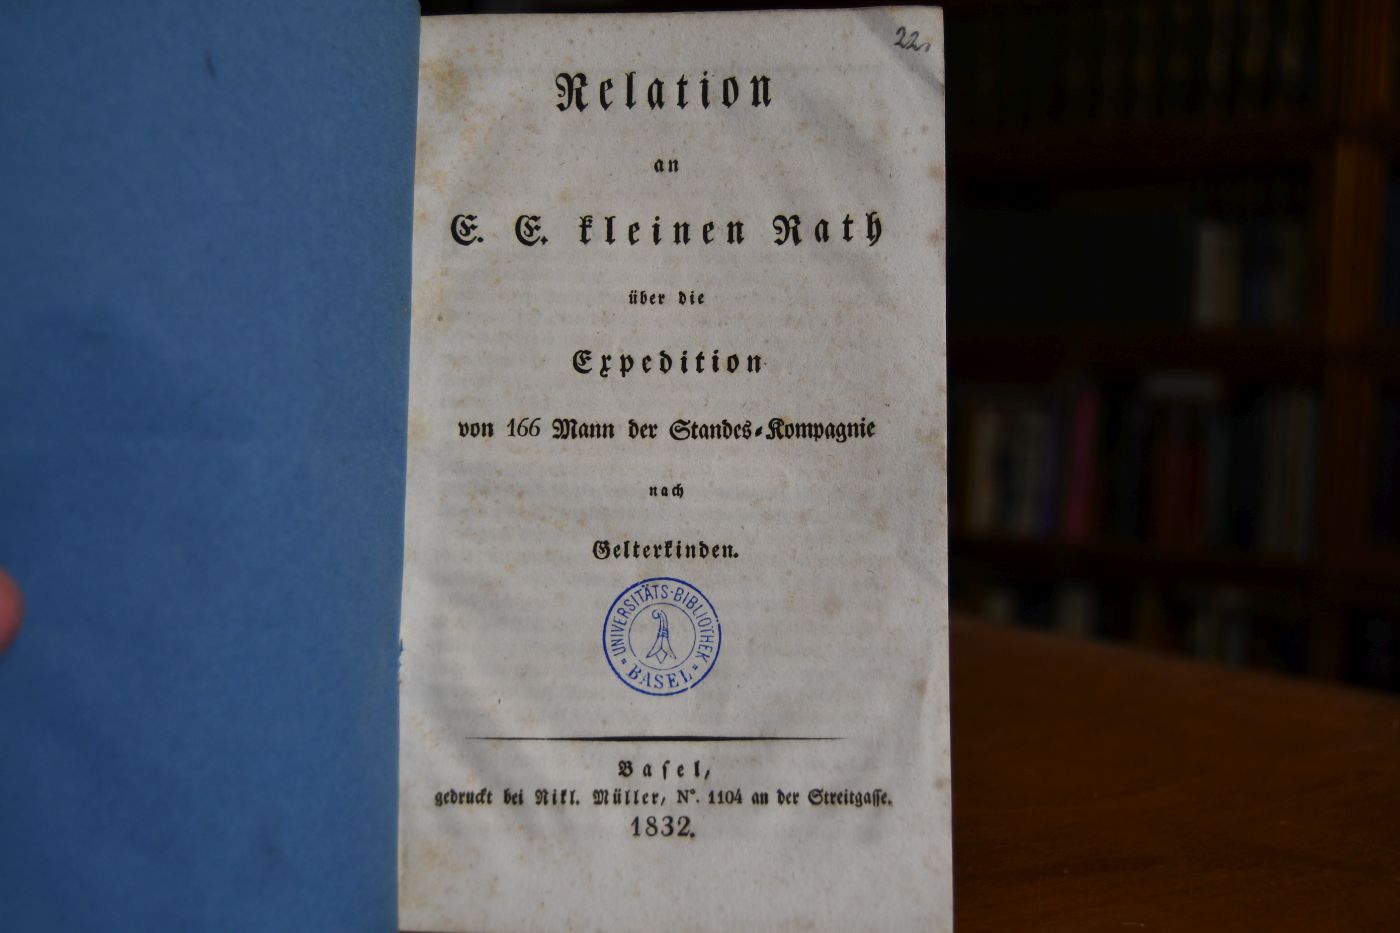 22.
Relation
an
E. E. kleinen Rath
über die
Expedition
von 166 Mann der Standes-Kompagnie
nach
Gelterkinden.
UNIVERSITÄTS-BIBLIOTHEK
BASEL
Basel,
gedruckt bei Nikl. Müller, Nº. 1104 an der Streitgasse.
1832.